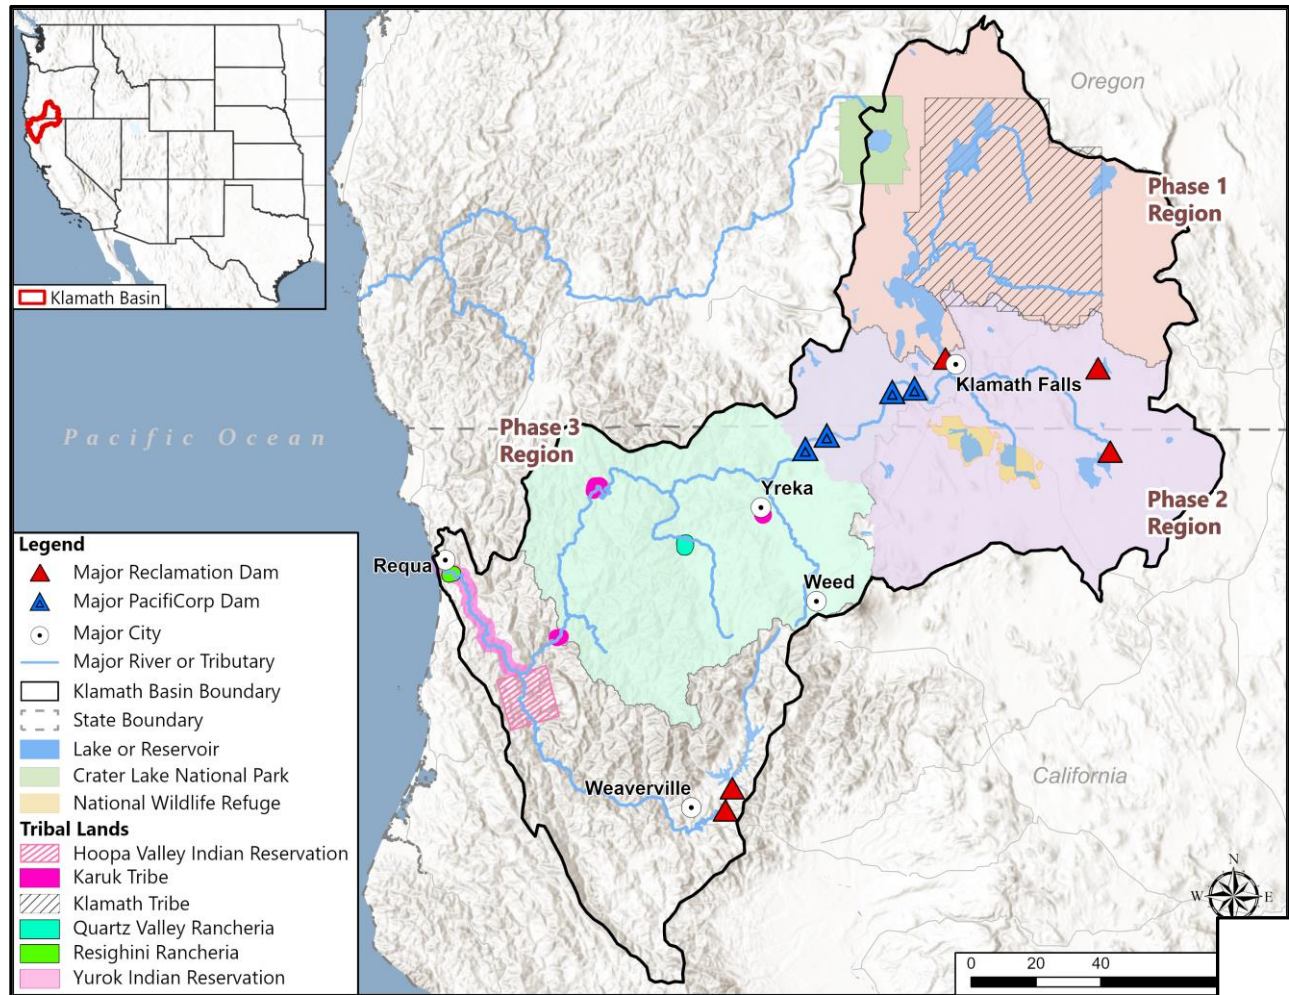 Klamath Basin
Oregon
Phase 1
Region
Klamath Falls
Pacific Ocean
Phase 3
Region
Yreka
Phase 2
Region
Requa
Weed
Weaverville
California
Legend
Major Reclamation Dam
Major PacifiCorp Dam
Major City
Major River or Tributary
Klamath Basin Boundary
State Boundary
Lake or Reservoir
Crater Lake National Park
National Wildlife Refuge
Tribal Lands
Hoopa Valley Indian Reservation
Karuk Tribe
Klamath Tribe
Quartz Valley Rancheria
Resighini Rancheria
Yurok Indian Reservation
N
W E
0 20 40